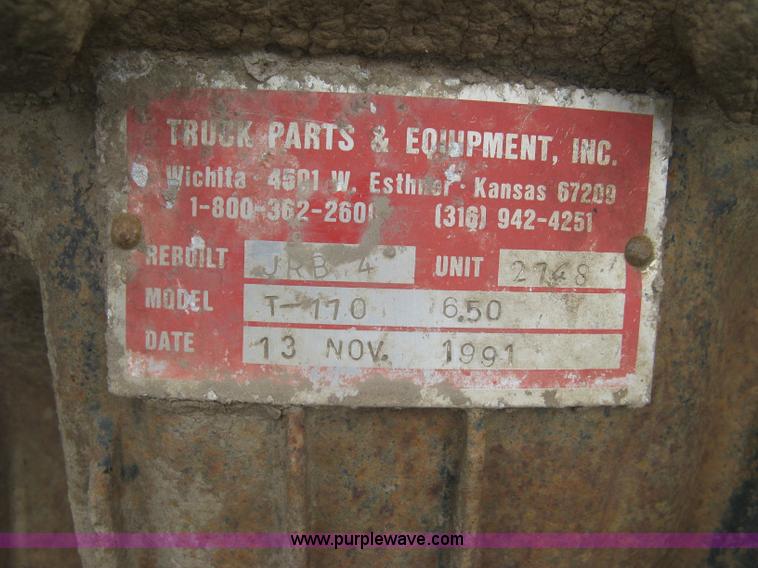 TRUCK PARTS & EQUIPMENT, INC.
Wichita · 4501 W. Esthner · Kansas 67209
1-800-362-2600 (316) 942-4251
REBUILT JRB 4 UNIT 2748
MODEL T-170 6.50
DATE 13 NOV. 1991
www.purplewave.com